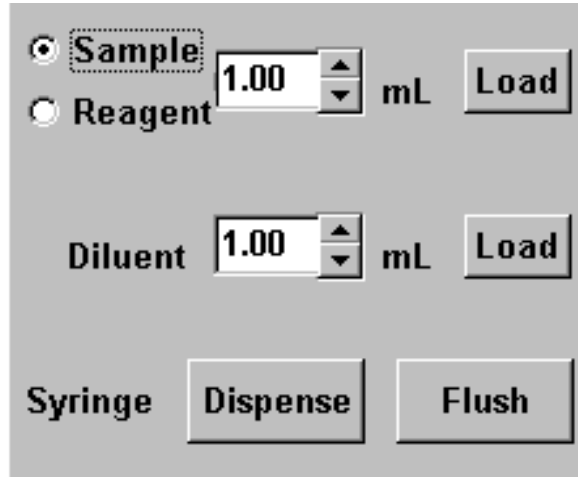 Sample 1.00 mL Load
Reagent
Diluent 1.00 mL Load
Syringe Dispense Flush